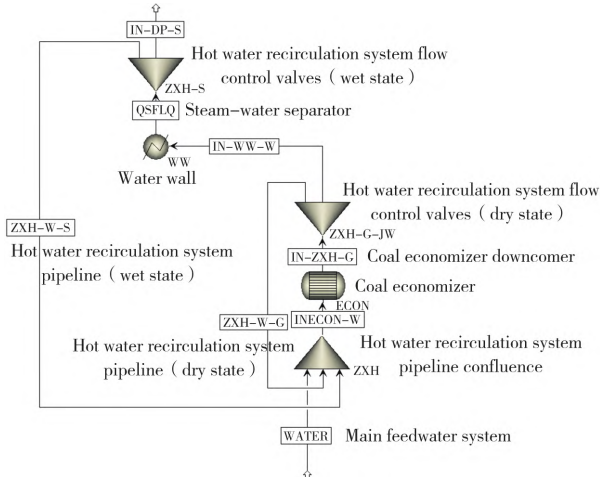 IN-DP-S
Hot water recirculation system flow
control valves (wet state)
ZXH-S
QSFLQ
Steam-water separator
IN-WW-W
WW
Water wall
Hot water recirculation system flow
control valves (dry state)
ZXH-G-JW
ZXH-W-S
Hot water recirculation system
pipeline (wet state)
IN-ZXH-G
Coal economizer downcomer
Coal economizer
ECON
ZXH-W-G
INECON-W
Hot water recirculation system
pipeline (dry state)
Hot water recirculation system
pipeline confluence
ZXH
WATER
Main feedwater system